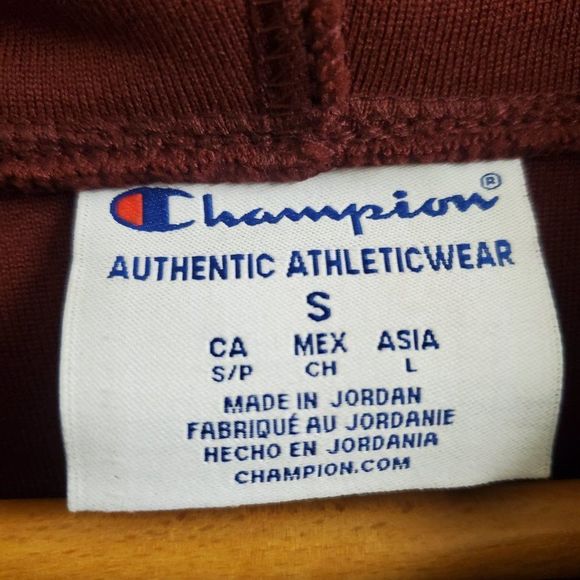 Champion®
AUTHENTIC ATHLETICWEAR
S
CA MEX ASIA
S/P CH L
MADE IN JORDAN
FABRIQUÉ AU JORDANIE
HECHO EN JORDANIA
CHAMPION.COM